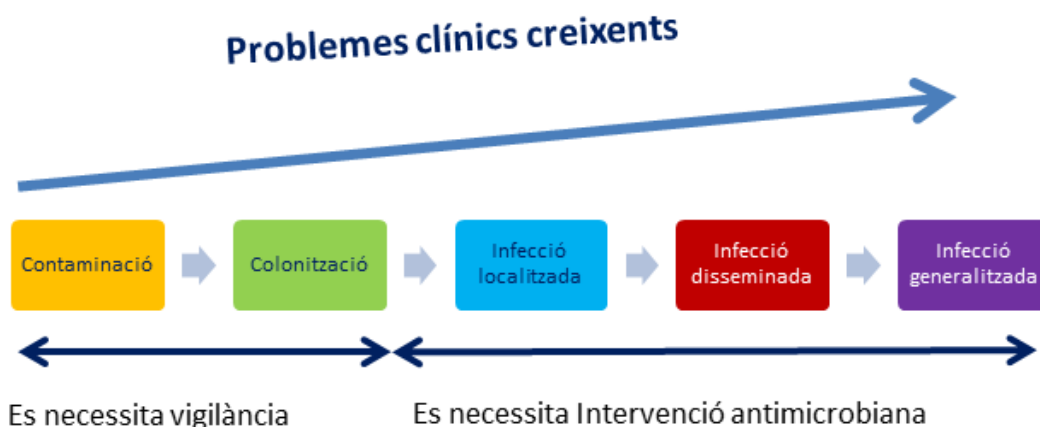 Problemes clínics creixents
Contaminació
Colonització
Infecció
localitzada
Infecció
disseminada
Infecció
generalitzada
Es necessita vigilància
Es necessita Intervenció antimicrobiana